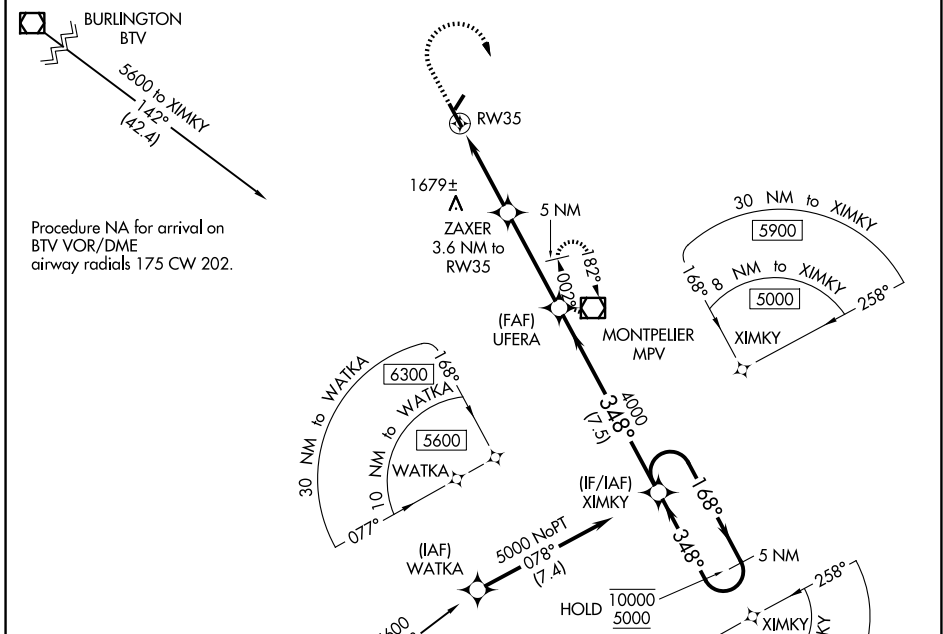 BURLINGTON
BTV
5600 to XIMKY
142°
(42.4)
Procedure NA for arrival on
BTV VOR/DME
airway radials 175 CW 202.
RW35
1679±
ZAXER
3.6 NM to
RW35
5 NM
002°
182°
(FAF)
UFERA
MONTPELIER
MPV
30 NM to XIMKY
5900
8 NM to XIMKY
5000
168°
258°
XIMKY
30 NM to WATKA
6300
168°
10 NM to WATKA
5600
WATKA
077°
4000
348°
(7.5)
(IF/IAF)
XIMKY
168°
348°
5 NM
HOLD
10000
5000
(IAF)
WATKA
5000 NoPT
078°
(7.4)
258°
XIMKY